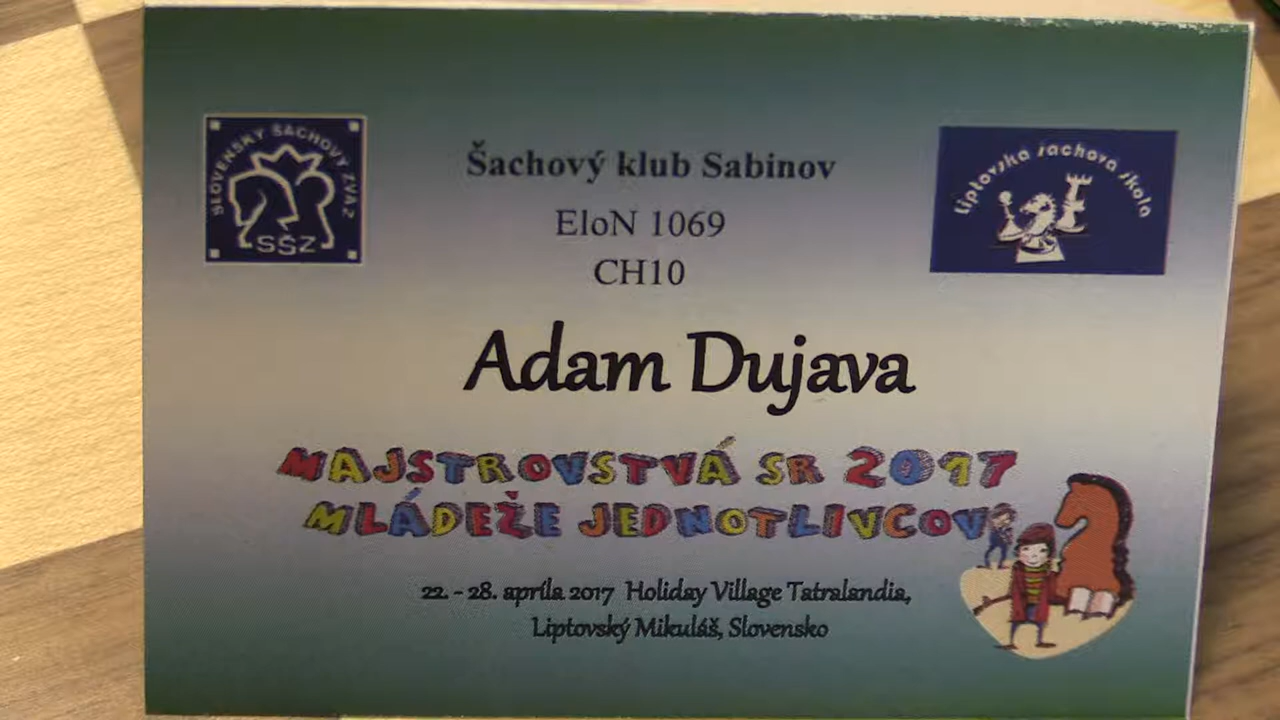 SLOVENSKÝ ŠACHOVÝ ZVÄZ
SŠZ
Šachový klub Sabinov
EloN 1069
CH10
Liptovská šachová škola
Adam Dujava
MAJSTROVSTVÁ SR 2017
MLÁDEŽE JEDNOTLIVCOV
22. - 28. apríla 2017 Holiday Village Tatralandia,
Liptovský Mikuláš, Slovensko